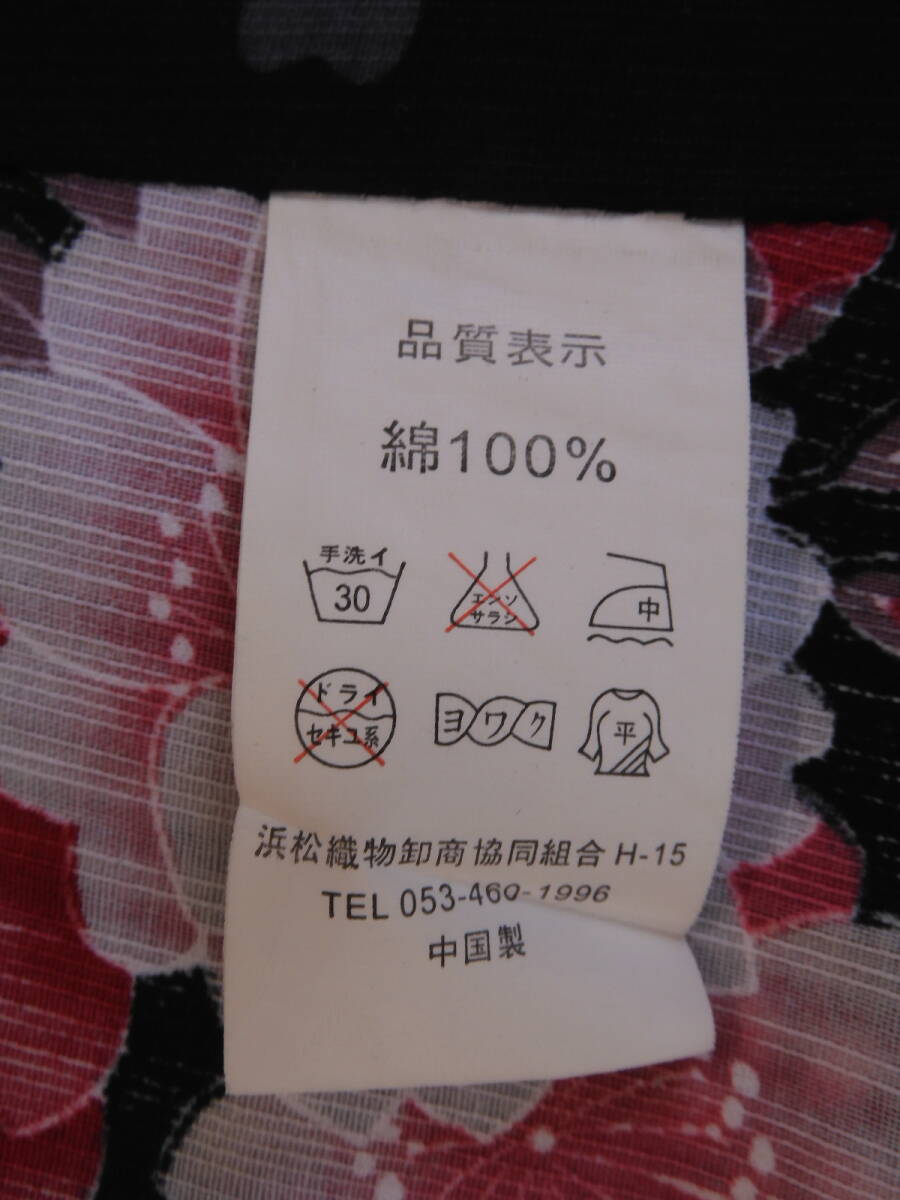 品質表示
綿100%
手洗イ
30
エンソ
サラシ
中
ドライ
セキユ系
ヨワク
平
浜松織物卸商協同組合 H-15
TEL 053-460-1996
中国製